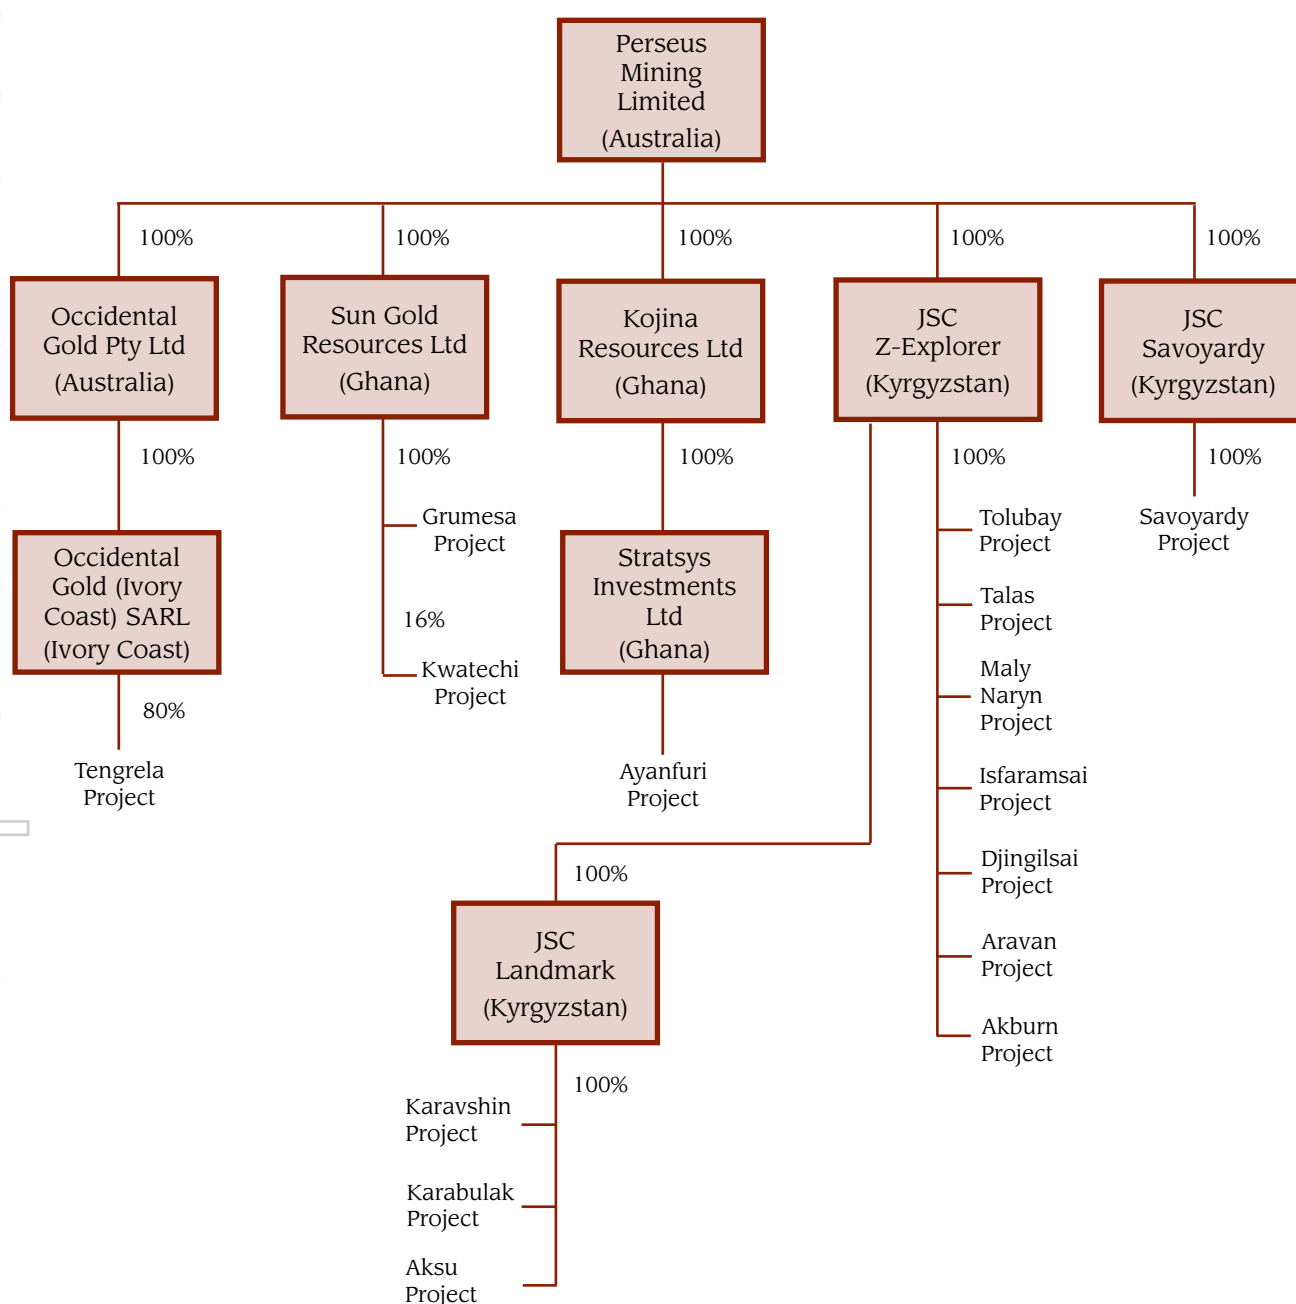 Perseus
Mining
Limited
(Australia)
100%
100%
100%
100%
100%
Occidental
Gold Pty Ltd
(Australia)
Sun Gold
Resources Ltd
(Ghana)
Kojina
Resources Ltd
(Ghana)
JSC
Z-Explorer
(Kyrgyzstan)
JSC
Savoyardy
(Kyrgyzstan)
100%
100%
100%
100%
100%
Occidental
Gold (Ivory
Coast) SARL
(Ivory Coast)
Grumesa
Project
16%
Kwatechi
Project
Stratsys
Investments
Ltd
(Ghana)
Tolubay
Project
Talas
Project
Maly
Naryn
Project
Isfaramsai
Project
Djingilsai
Project
Aravan
Project
Akburn
Project
Savoyardy
Project
80%
Tengrela
Project
Ayanfuri
Project
100%
JSC
Landmark
(Kyrgyzstan)
100%
Karavshin
Project
Karabulak
Project
Aksu
Project